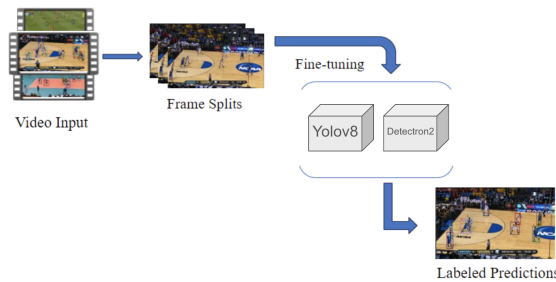 Fine-tuning
Frame Splits
Video Input
Yolov8
Detectron2
Labeled Predictions